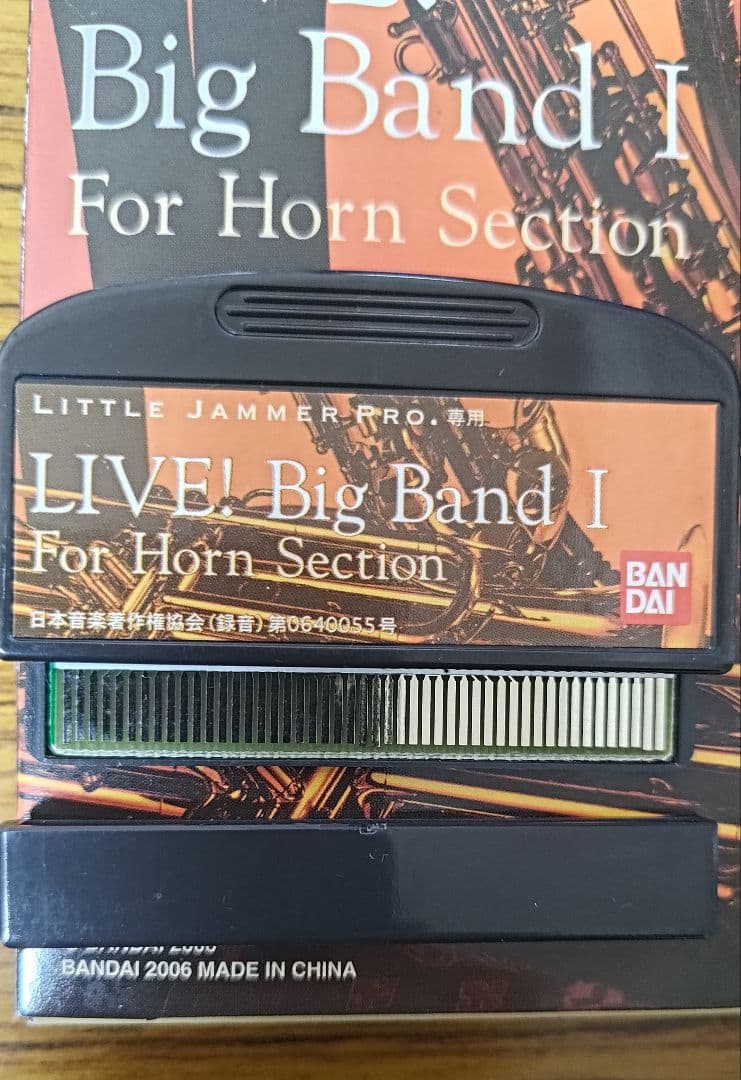 Big Band I
For Horn Section
LITTLE JAMMER PRO. 専用
LIVE! Big Band I
For Horn Section
BAN
DAI
日本音楽著作権協会(録音)第0640055号
BANDAI 2006 MADE IN CHINA